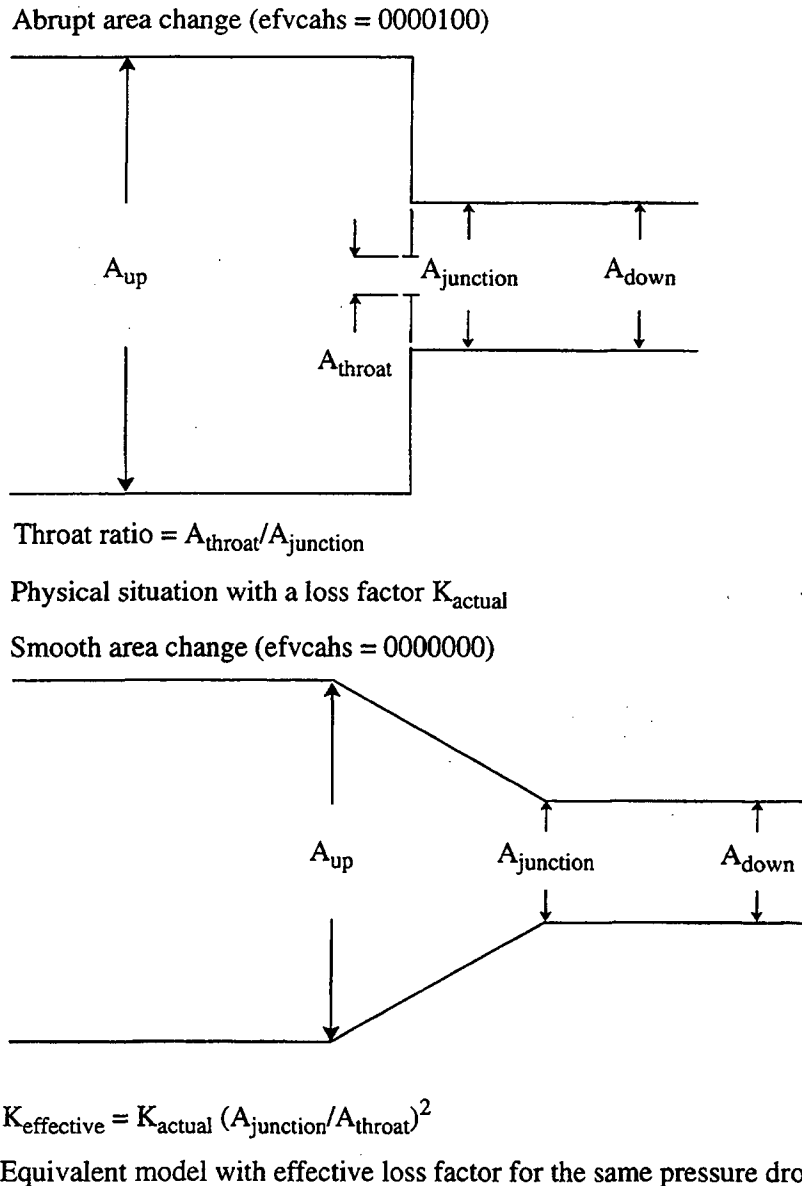 Abrupt area change (efvcahs = 0000100)
A_up
A_junction
A_down
A_throat
Throat ratio = A_throat/A_junction
Physical situation with a loss factor K_actual
Smooth area change (efvcahs = 0000000)
A_up
A_junction
A_down
K_effective = K_actual (A_junction/A_throat)^2
Equivalent model with effective loss factor for the same pressure dro